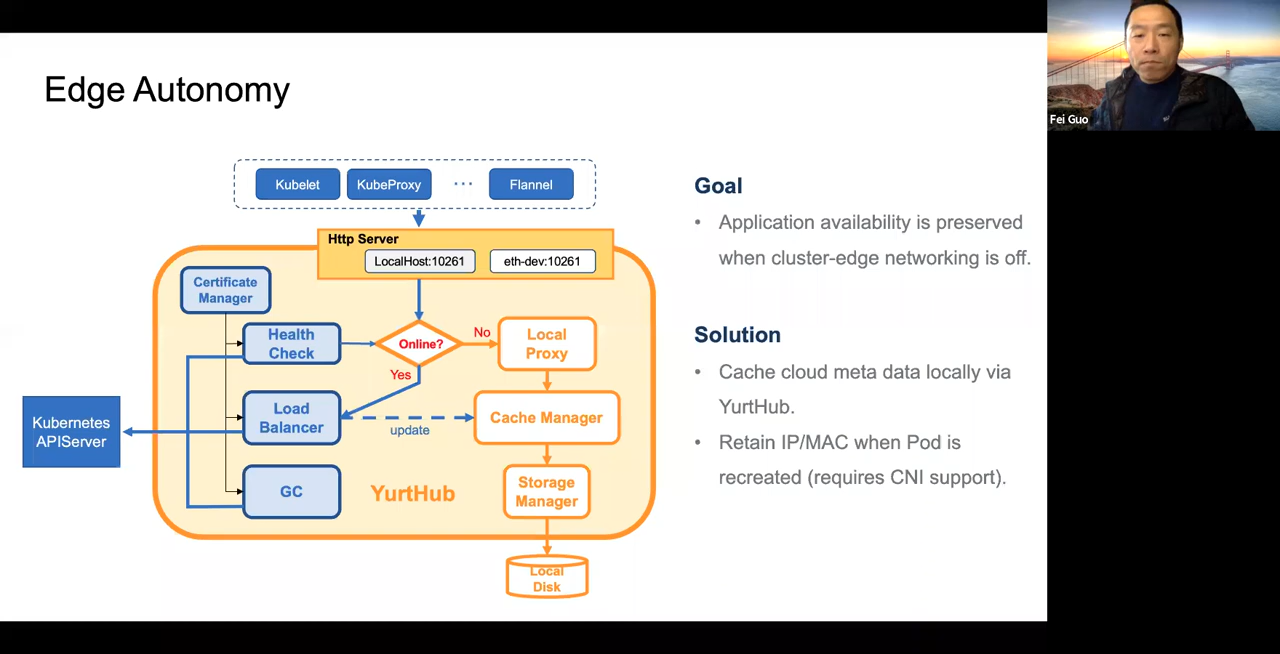 Edge Autonomy
Fei Guo
Kubelet
KubeProxy
...
Flannel
Http Server
LocalHost:10261
eth-dev:10261
Certificate
Manager
Health
Check
Online?
No
Yes
Local
Proxy
Load
Balancer
update
Cache Manager
Kubernetes
APIServer
GC
YurtHub
Storage
Manager
Local
Disk
Goal
• Application availability is preserved
when cluster-edge networking is off.
Solution
• Cache cloud meta data locally via
YurtHub.
• Retain IP/MAC when Pod is
recreated (requires CNI support).